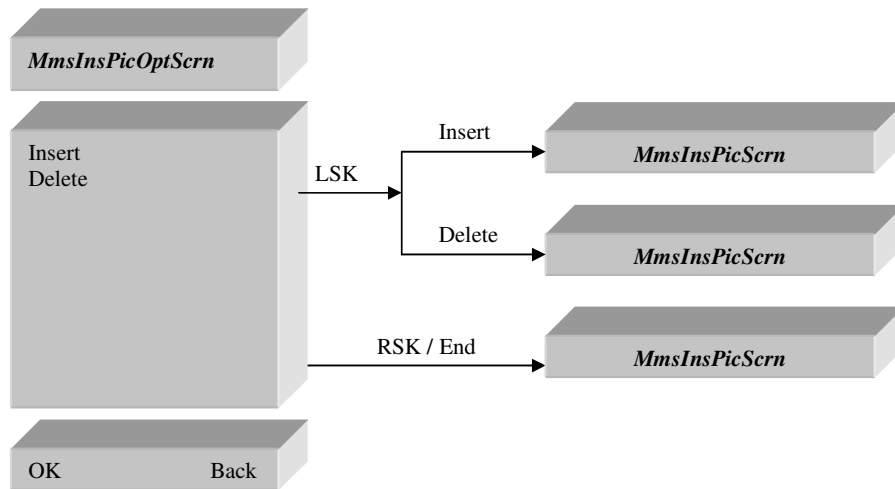 MmsInsPicOptScrn
Insert
Delete
OK Back
LSK
Insert
MmsInsPicScrn
Delete
MmsInsPicScrn
RSK / End
MmsInsPicScrn